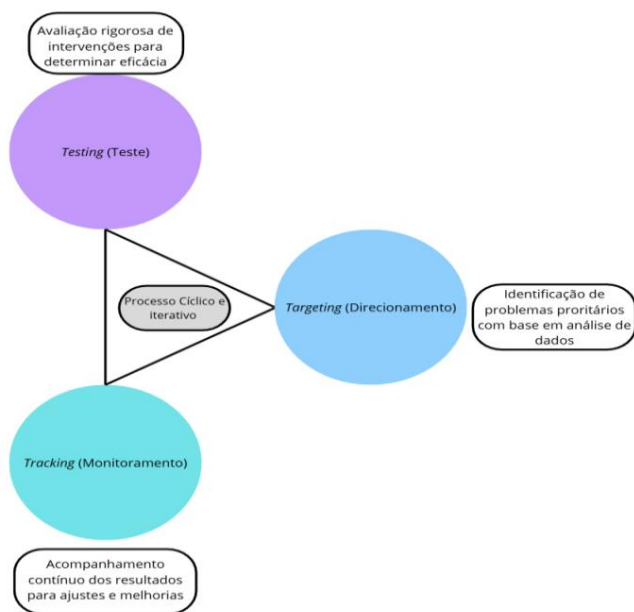 Avaliação rigorosa de
intervenções para
determinar eficácia
Testing (Teste)
Processo Cíclico e
iterativo
Targeting (Direcionamento)
Identificação de
problemas proritários
com base em análise de
dados
Tracking (Monitoramento)
Acompanhamento
contínuo dos resultados
para ajustes e melhorias